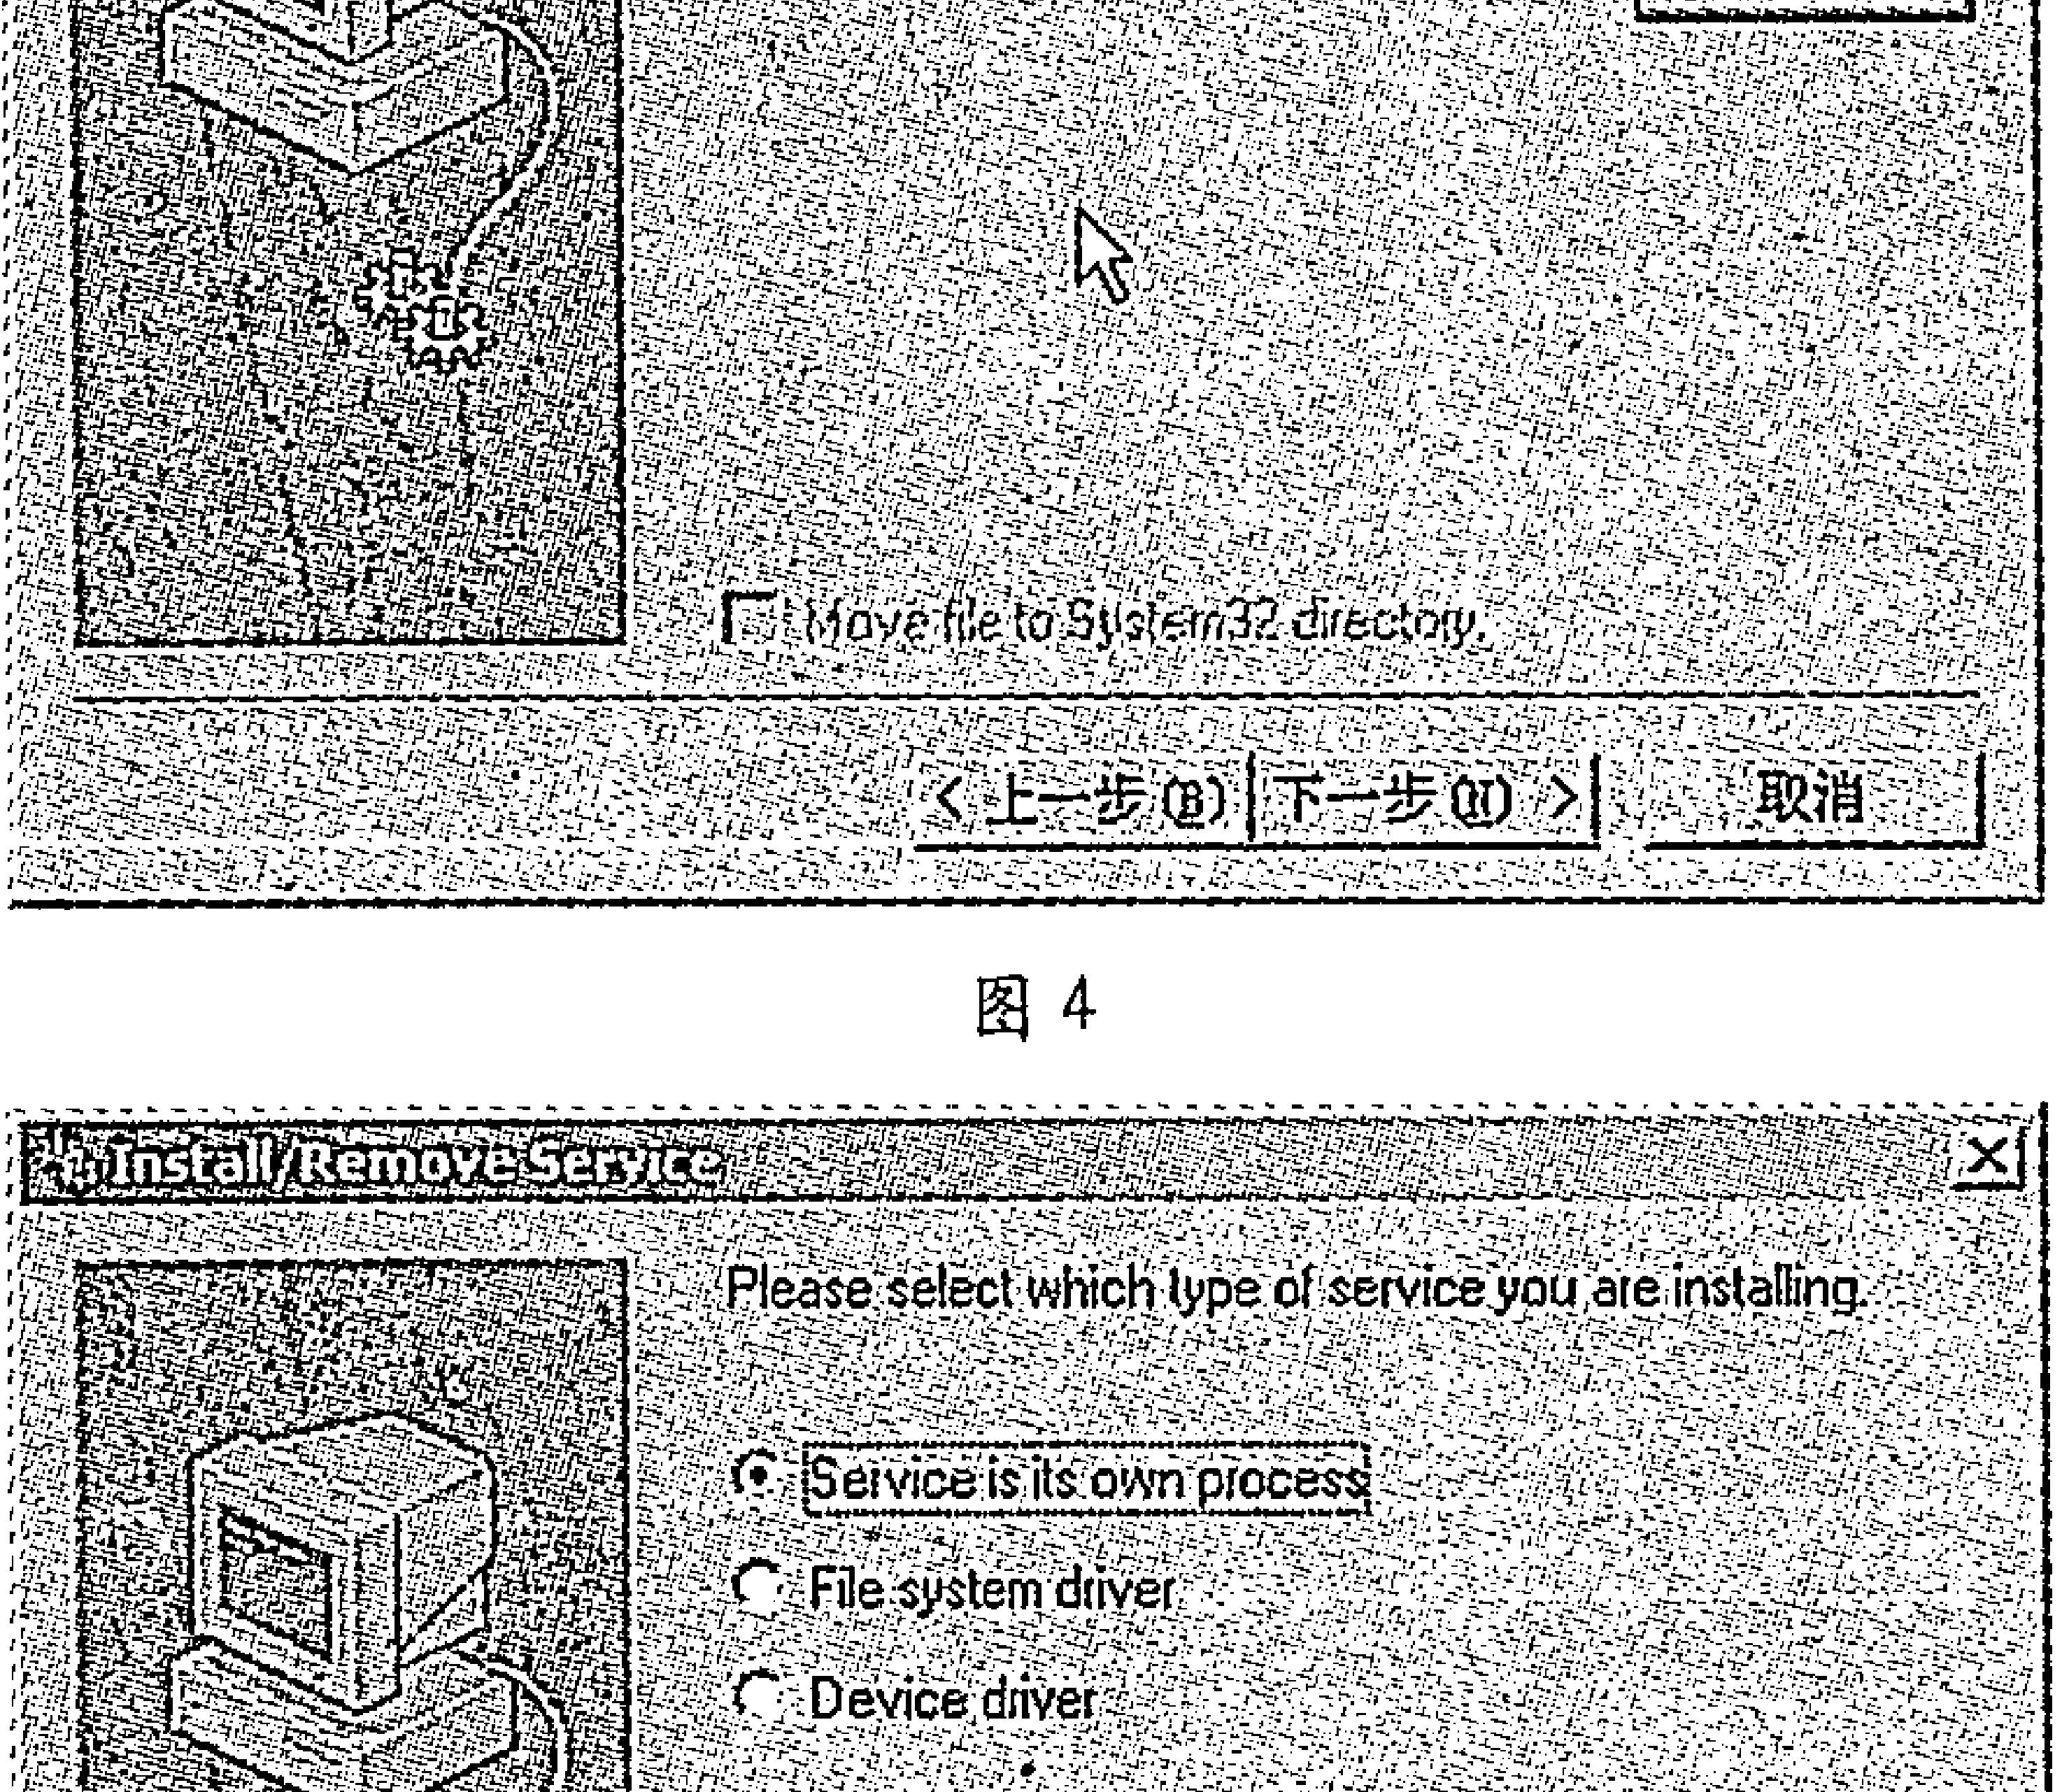 Move file to System32 directory.
< 上一步(B) 下一步(N) > 取消
图 4
Install/Remove Service
Please select which type of service you are installing.
Service is its own process
File system driver
Device driver